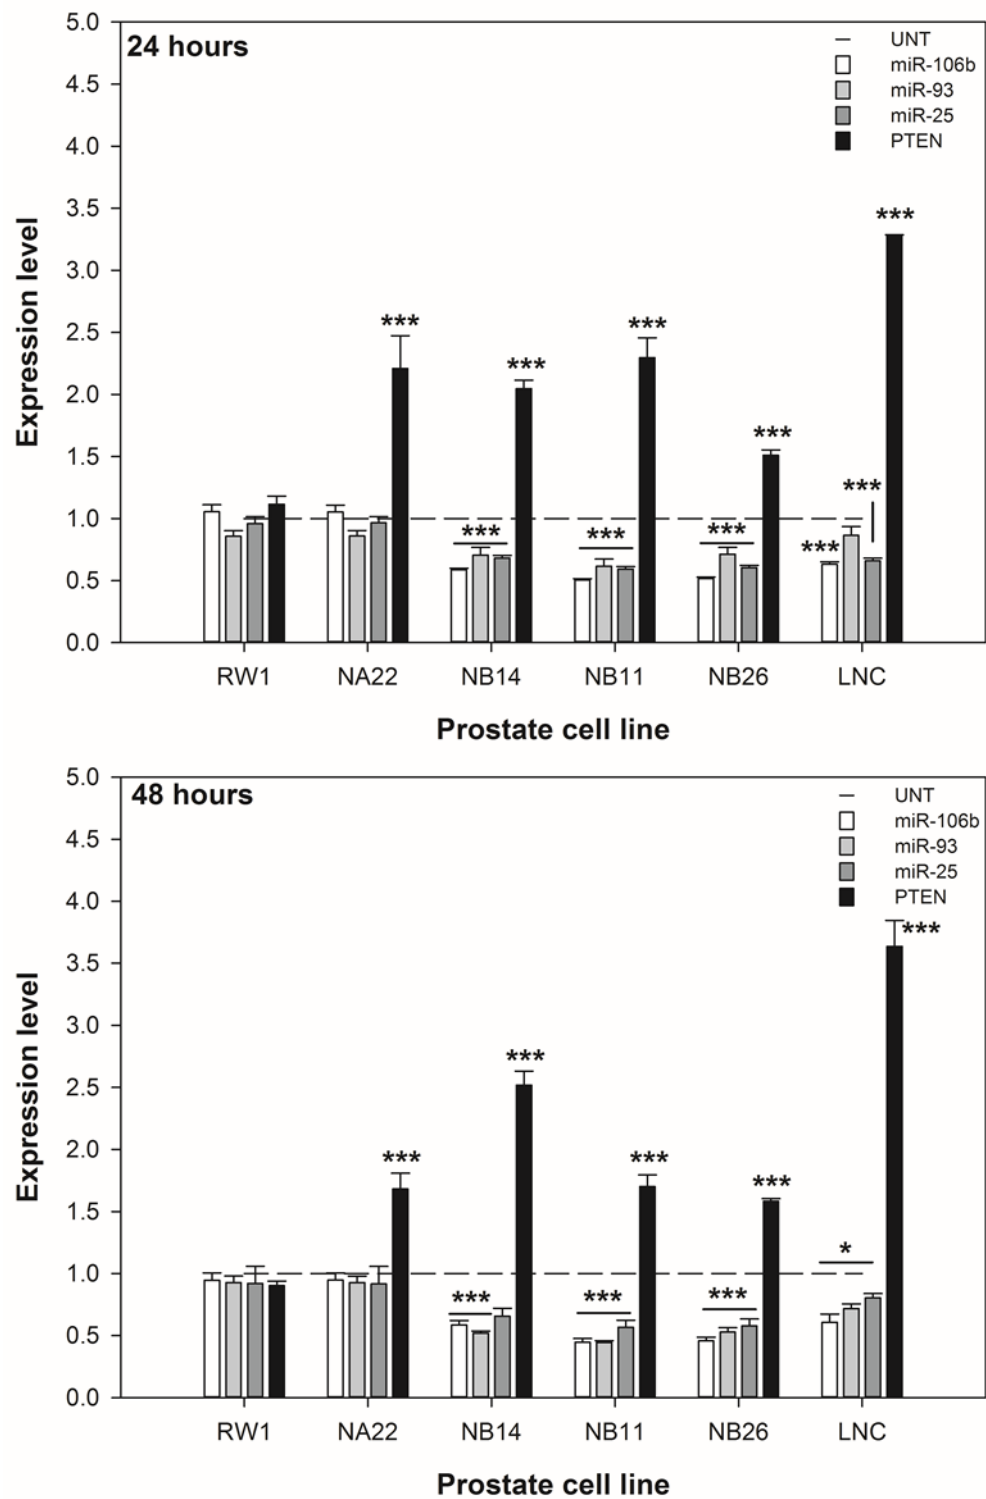 24 hours
UNT
miR-106b
miR-93
miR-25
PTEN
5.0
4.5
4.0
3.5
3.0
2.5
2.0
1.5
1.0
0.5
0.0
Expression level
***
***
***
***
***
***
***
***
***
***
RW1 NA22 NB14 NB11 NB26 LNC
Prostate cell line
48 hours
UNT
miR-106b
miR-93
miR-25
PTEN
5.0
4.5
4.0
3.5
3.0
2.5
2.0
1.5
1.0
0.5
0.0
Expression level
***
***
***
***
***
***
***
***
*
RW1 NA22 NB14 NB11 NB26 LNC
Prostate cell line